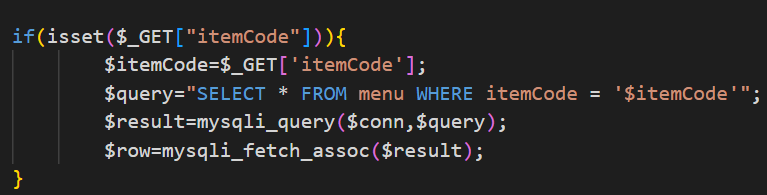 if(isset($_GET["itemCode"])){
$itemCode=$_GET['itemCode'];
$query="SELECT * FROM menu WHERE itemCode = '$itemCode'";
$result=mysqli_query($conn,$query);
$row=mysqli_fetch_assoc($result);
}